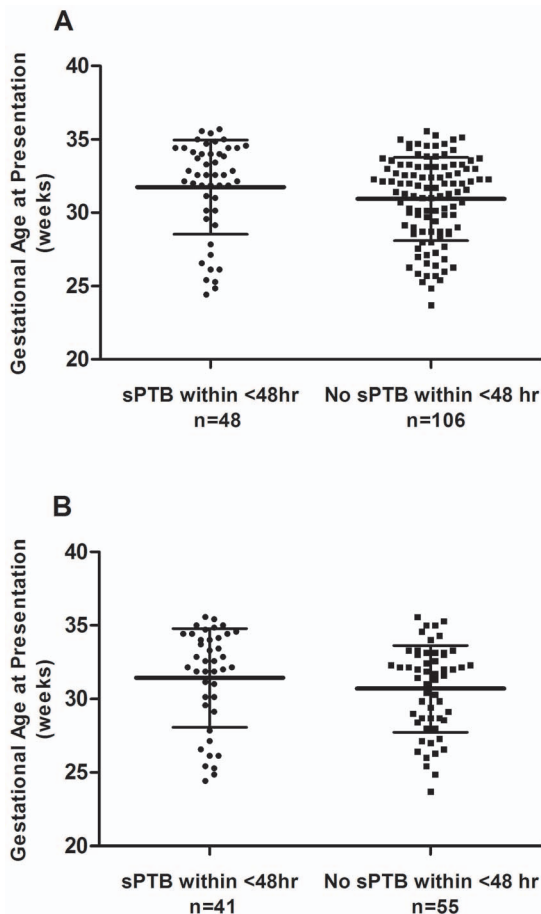 A
Gestational Age at Presentation
(weeks)
40
35
30
25
20
sPTB within <48hr
n=48
No sPTB within <48 hr
n=106
B
Gestational Age at Presentation
(weeks)
40
35
30
25
20
sPTB within <48hr
n=41
No sPTB within <48 hr
n=55